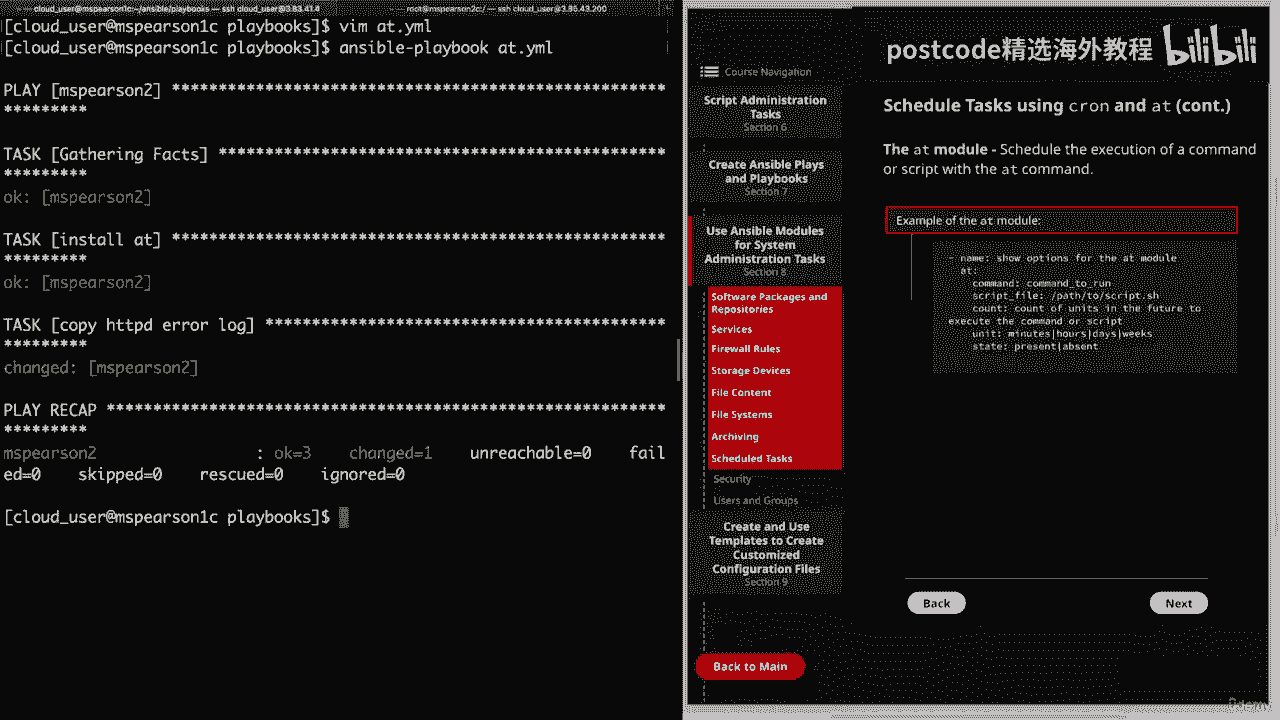 cloud_user@mspearson1c:~/ansible/playbooks — ssh cloud_user@3.83.41.4
root@mspearson2c:/ — ssh cloud_user@3.85.43.200
[cloud_user@mspearson1c playbooks]$ vim at.yml
[cloud_user@mspearson1c playbooks]$ ansible-playbook at.yml
PLAY [mspearson2] ***********************************************
*********
TASK [Gathering Facts] ******************************************
*********
ok: [mspearson2]
TASK [install at] ***********************************************
*********
ok: [mspearson2]
TASK [copy httpd error log] *************************************
*********
changed: [mspearson2]
PLAY RECAP ******************************************************
*********
mspearson2 : ok=3 changed=1 unreachable=0 fail
ed=0 skipped=0 rescued=0 ignored=0
[cloud_user@mspearson1c playbooks]$
postcode精选海外教程 bilibili
Course Navigation
Script Administration
Tasks
Section 6
Create Ansible Plays
and Playbooks
Section 7
Use Ansible Modules
for System
Administration Tasks
Section 8
Software Packages and
Repositories
Services
Firewall Rules
Storage Devices
File Content
File Systems
Archiving
Scheduled Tasks
Security
Users and Groups
Create and Use
Templates to Create
Customized
Configuration Files
Section 9
Back to Main
Schedule Tasks using cron and at (cont.)
The at module - Schedule the execution of a command
or script with the at command.
Example of the at module:
- name: show options for the at module
at:
command: command_to_run
script_file: /path/to/script.sh
count: count of units in the future to
execute the command or script
unit: minutes|hours|days|weeks
state: present|absent
Back
Next